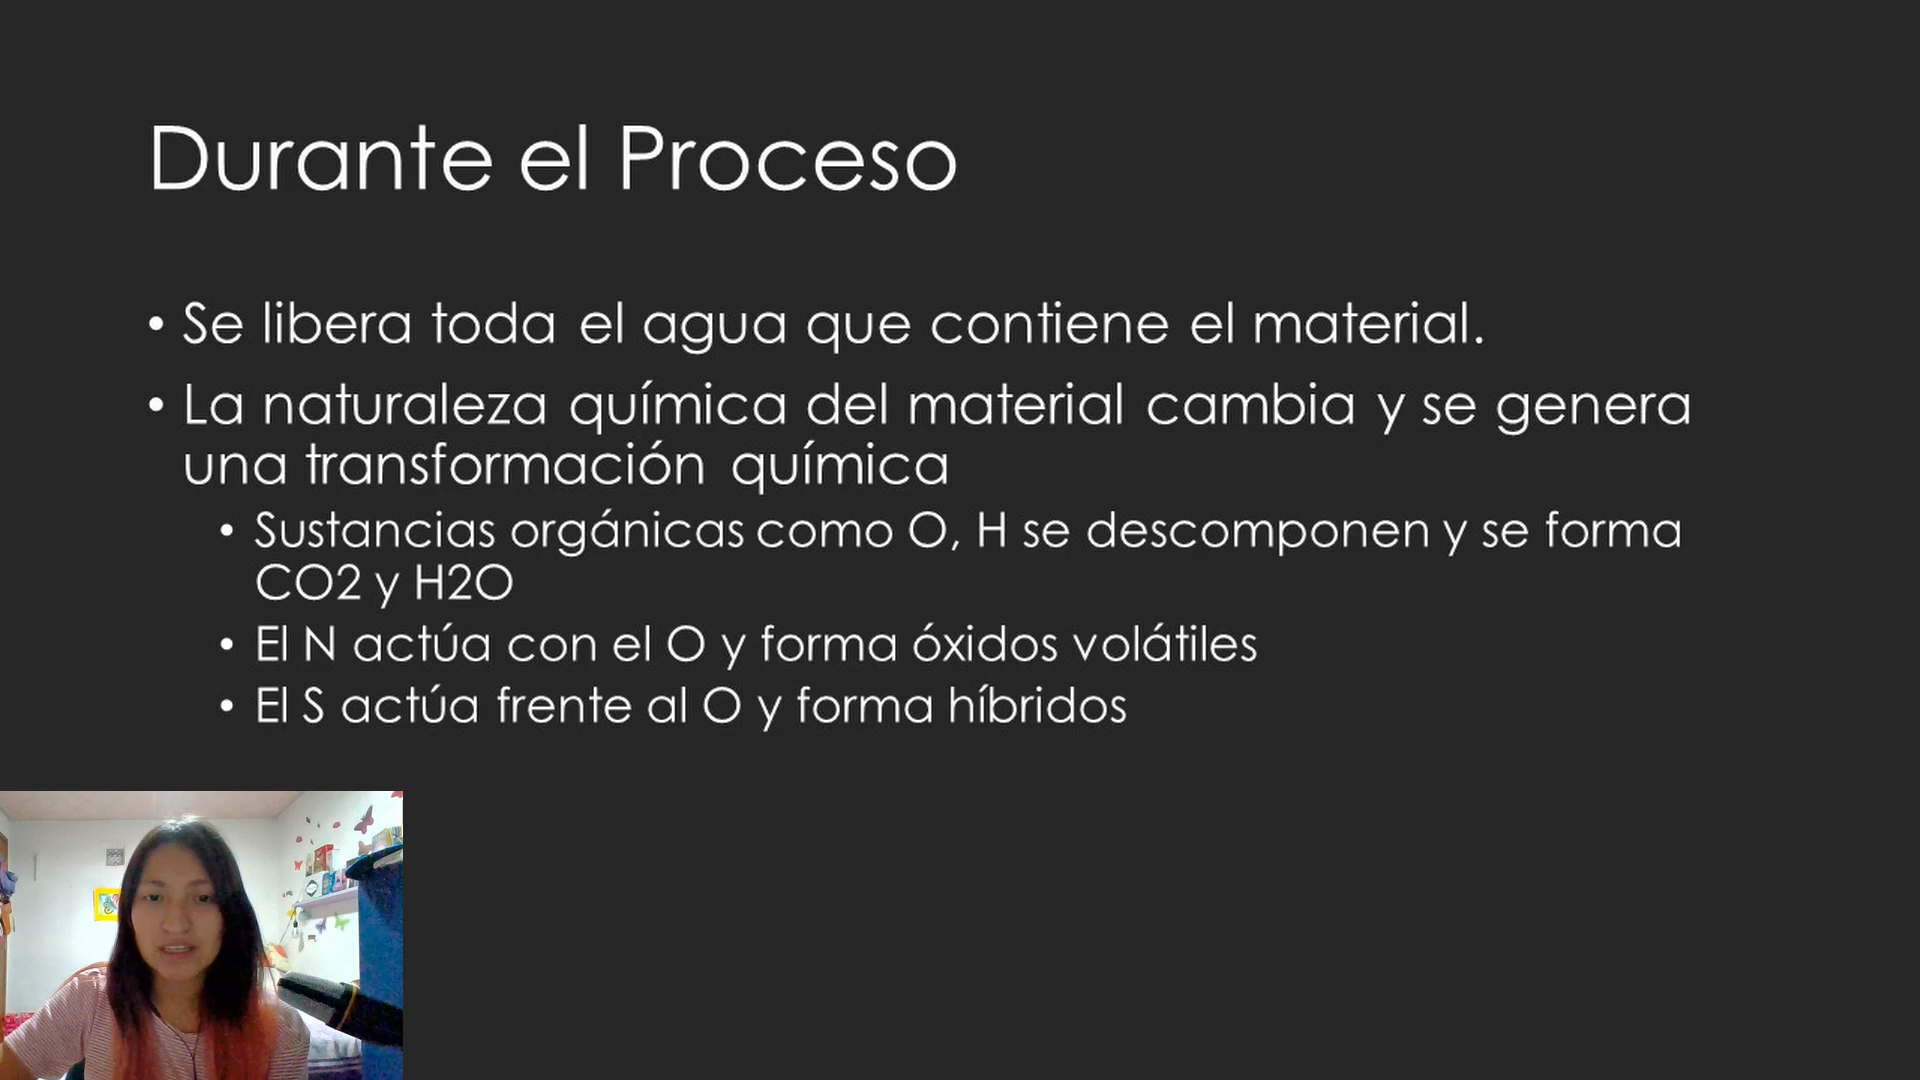 Durante el Proceso
• Se libera toda el agua que contiene el material.
• La naturaleza química del material cambia y se genera
una transformación química
• Sustancias orgánicas como O, H se descomponen y se forma
CO2 y H2O
• El N actúa con el O y forma óxidos volátiles
• El S actúa frente al O y forma híbridos